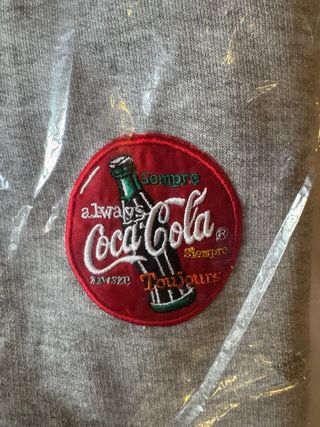 sempre
always
Coca-Cola ®
Siempre
Toujours